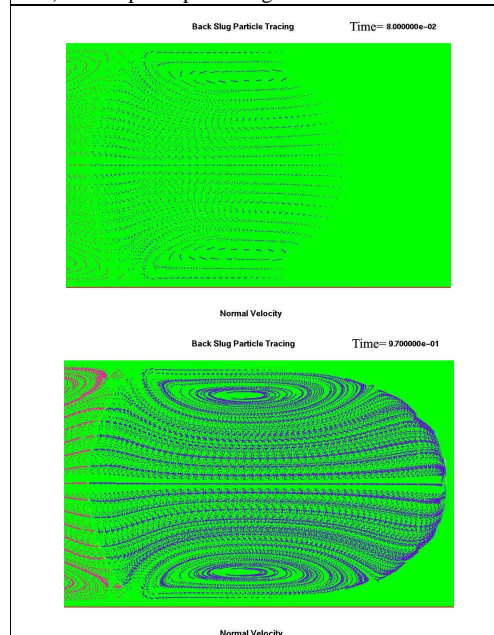 Back Slug Particle Tracing Time= 8.000000e-02
Normal Velocity
Back Slug Particle Tracing Time= 9.700000e-01
Normal Velocity